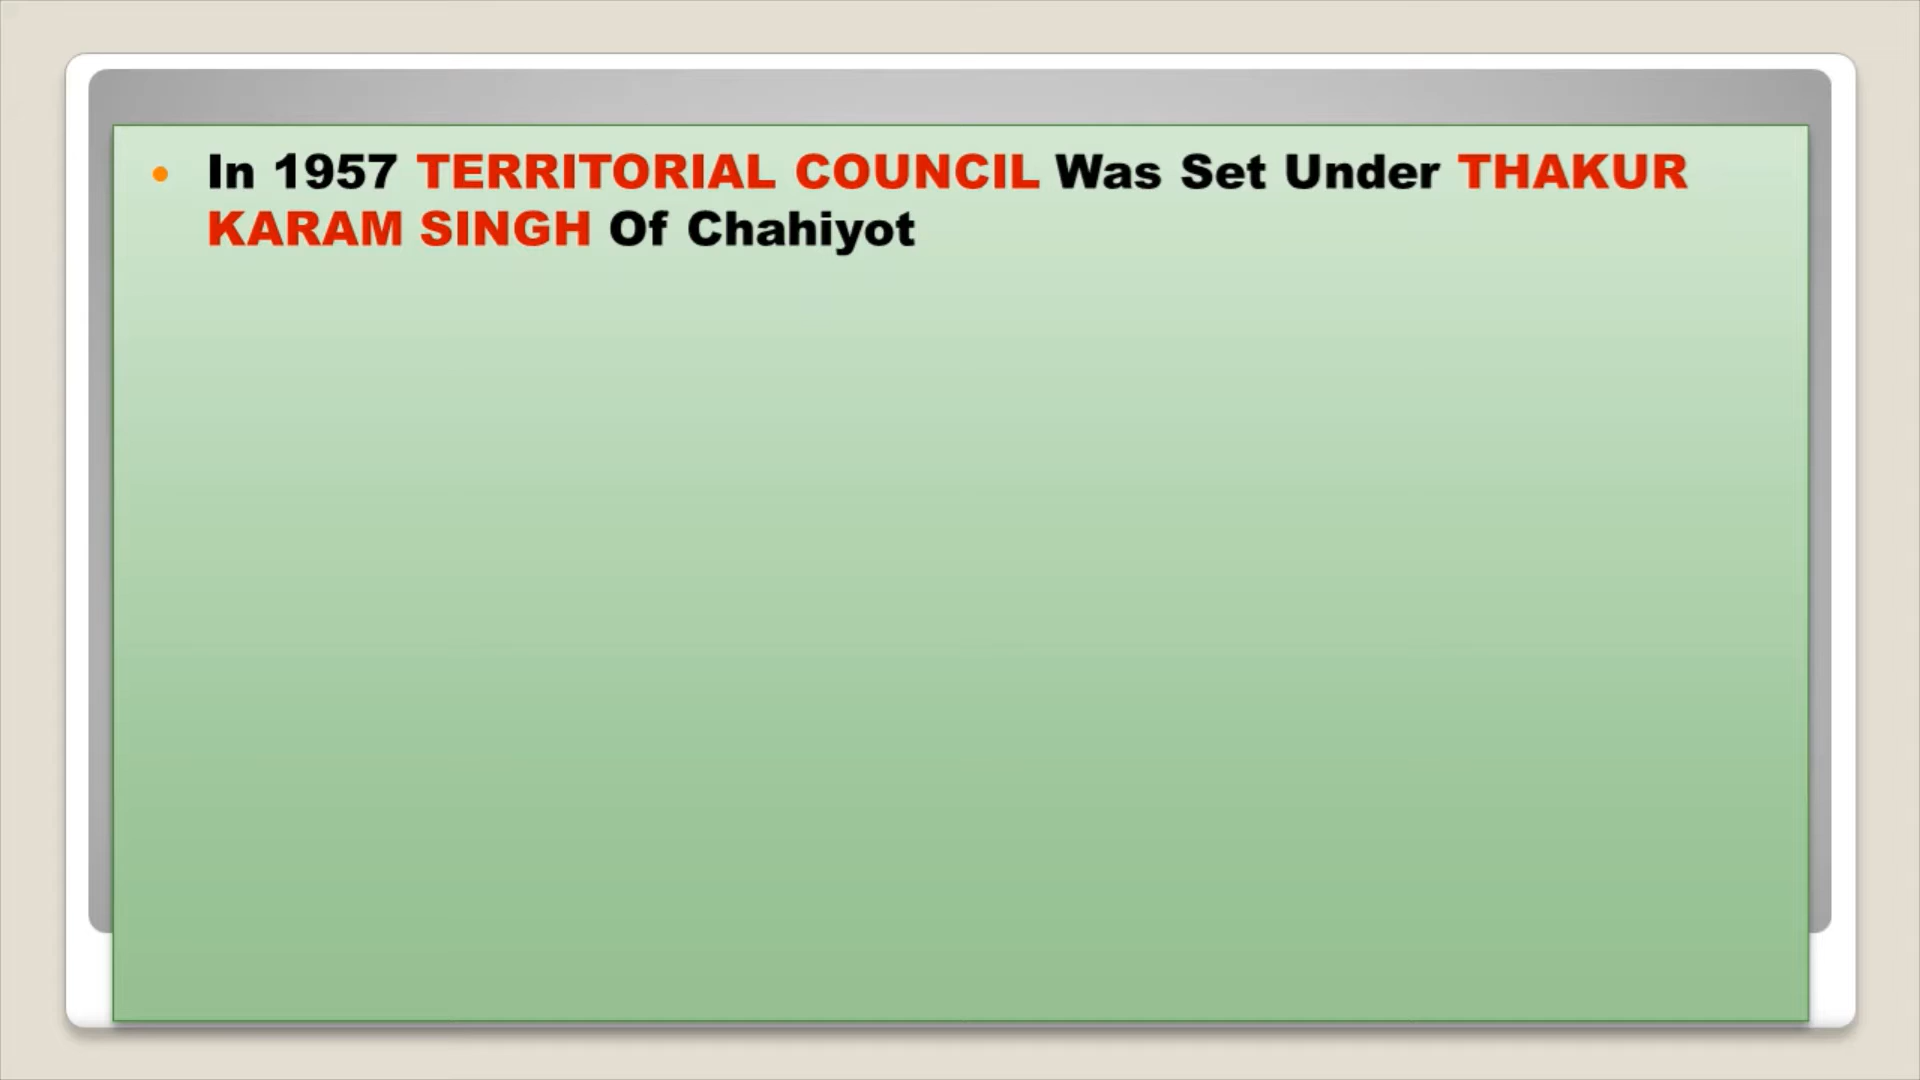 In 1957 TERRITORIAL COUNCIL Was Set Under THAKUR
KARAM SINGH Of Chahiyot